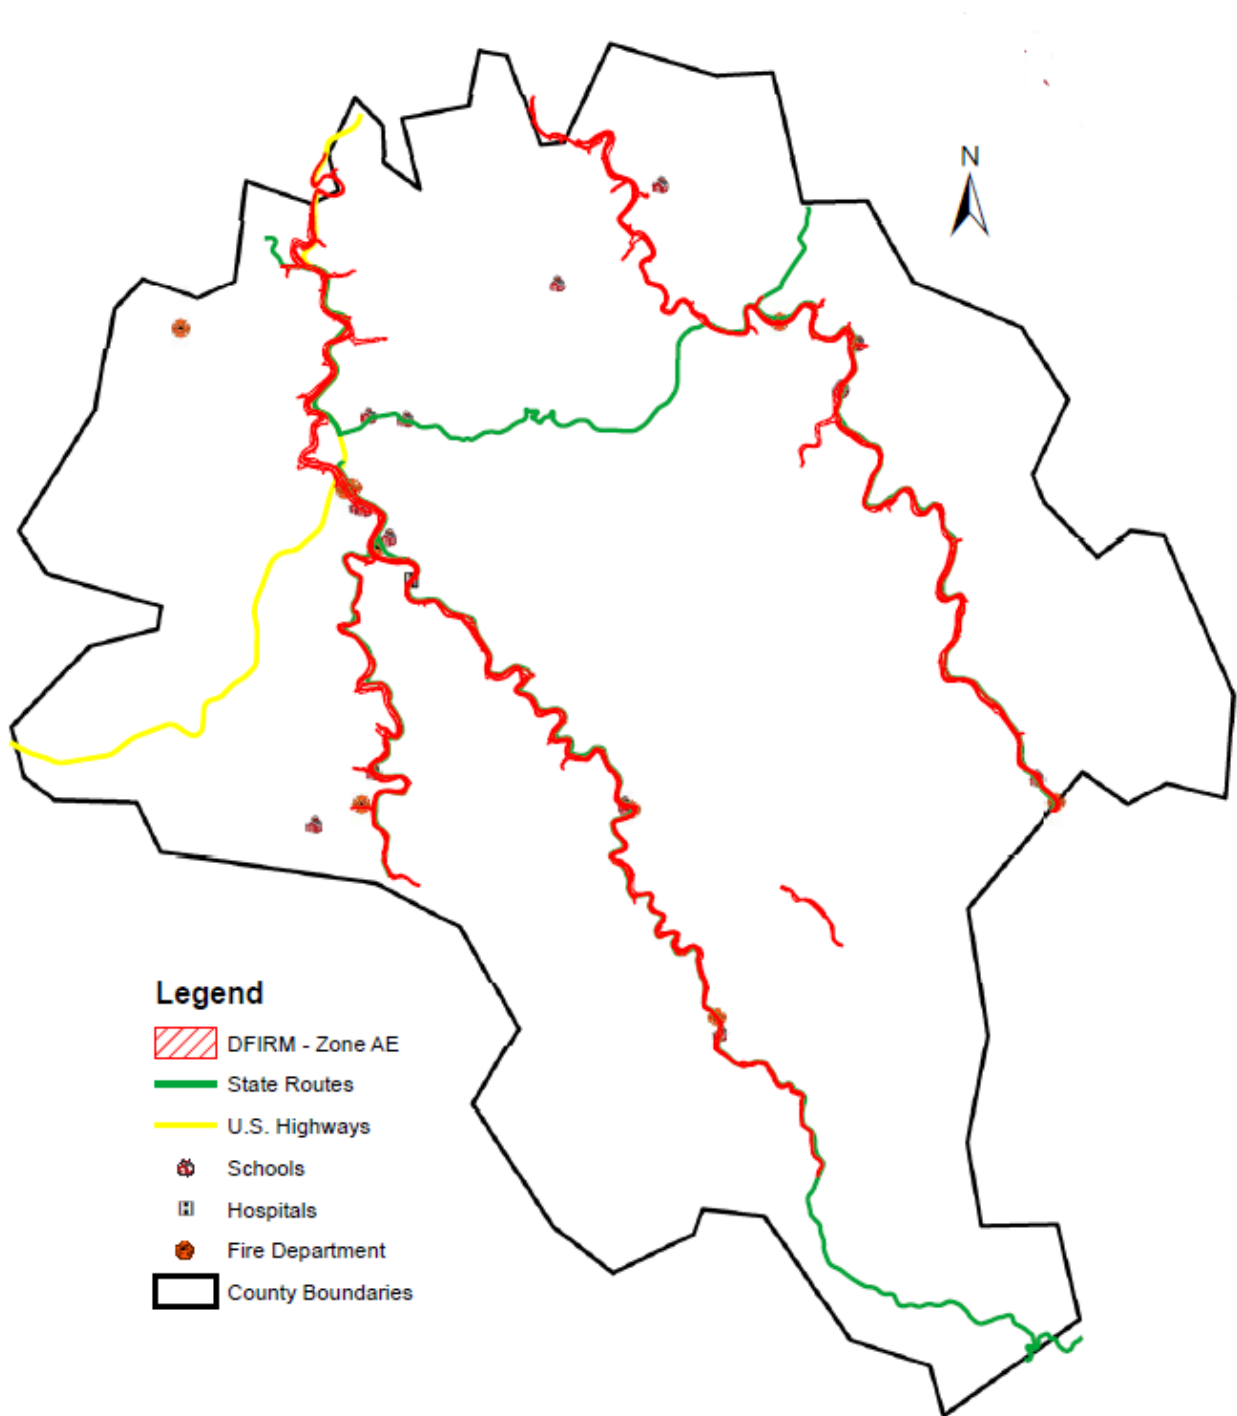 N
Legend
DFIRM - Zone AE
State Routes
U.S. Highways
Schools
H Hospitals
Fire Department
County Boundaries